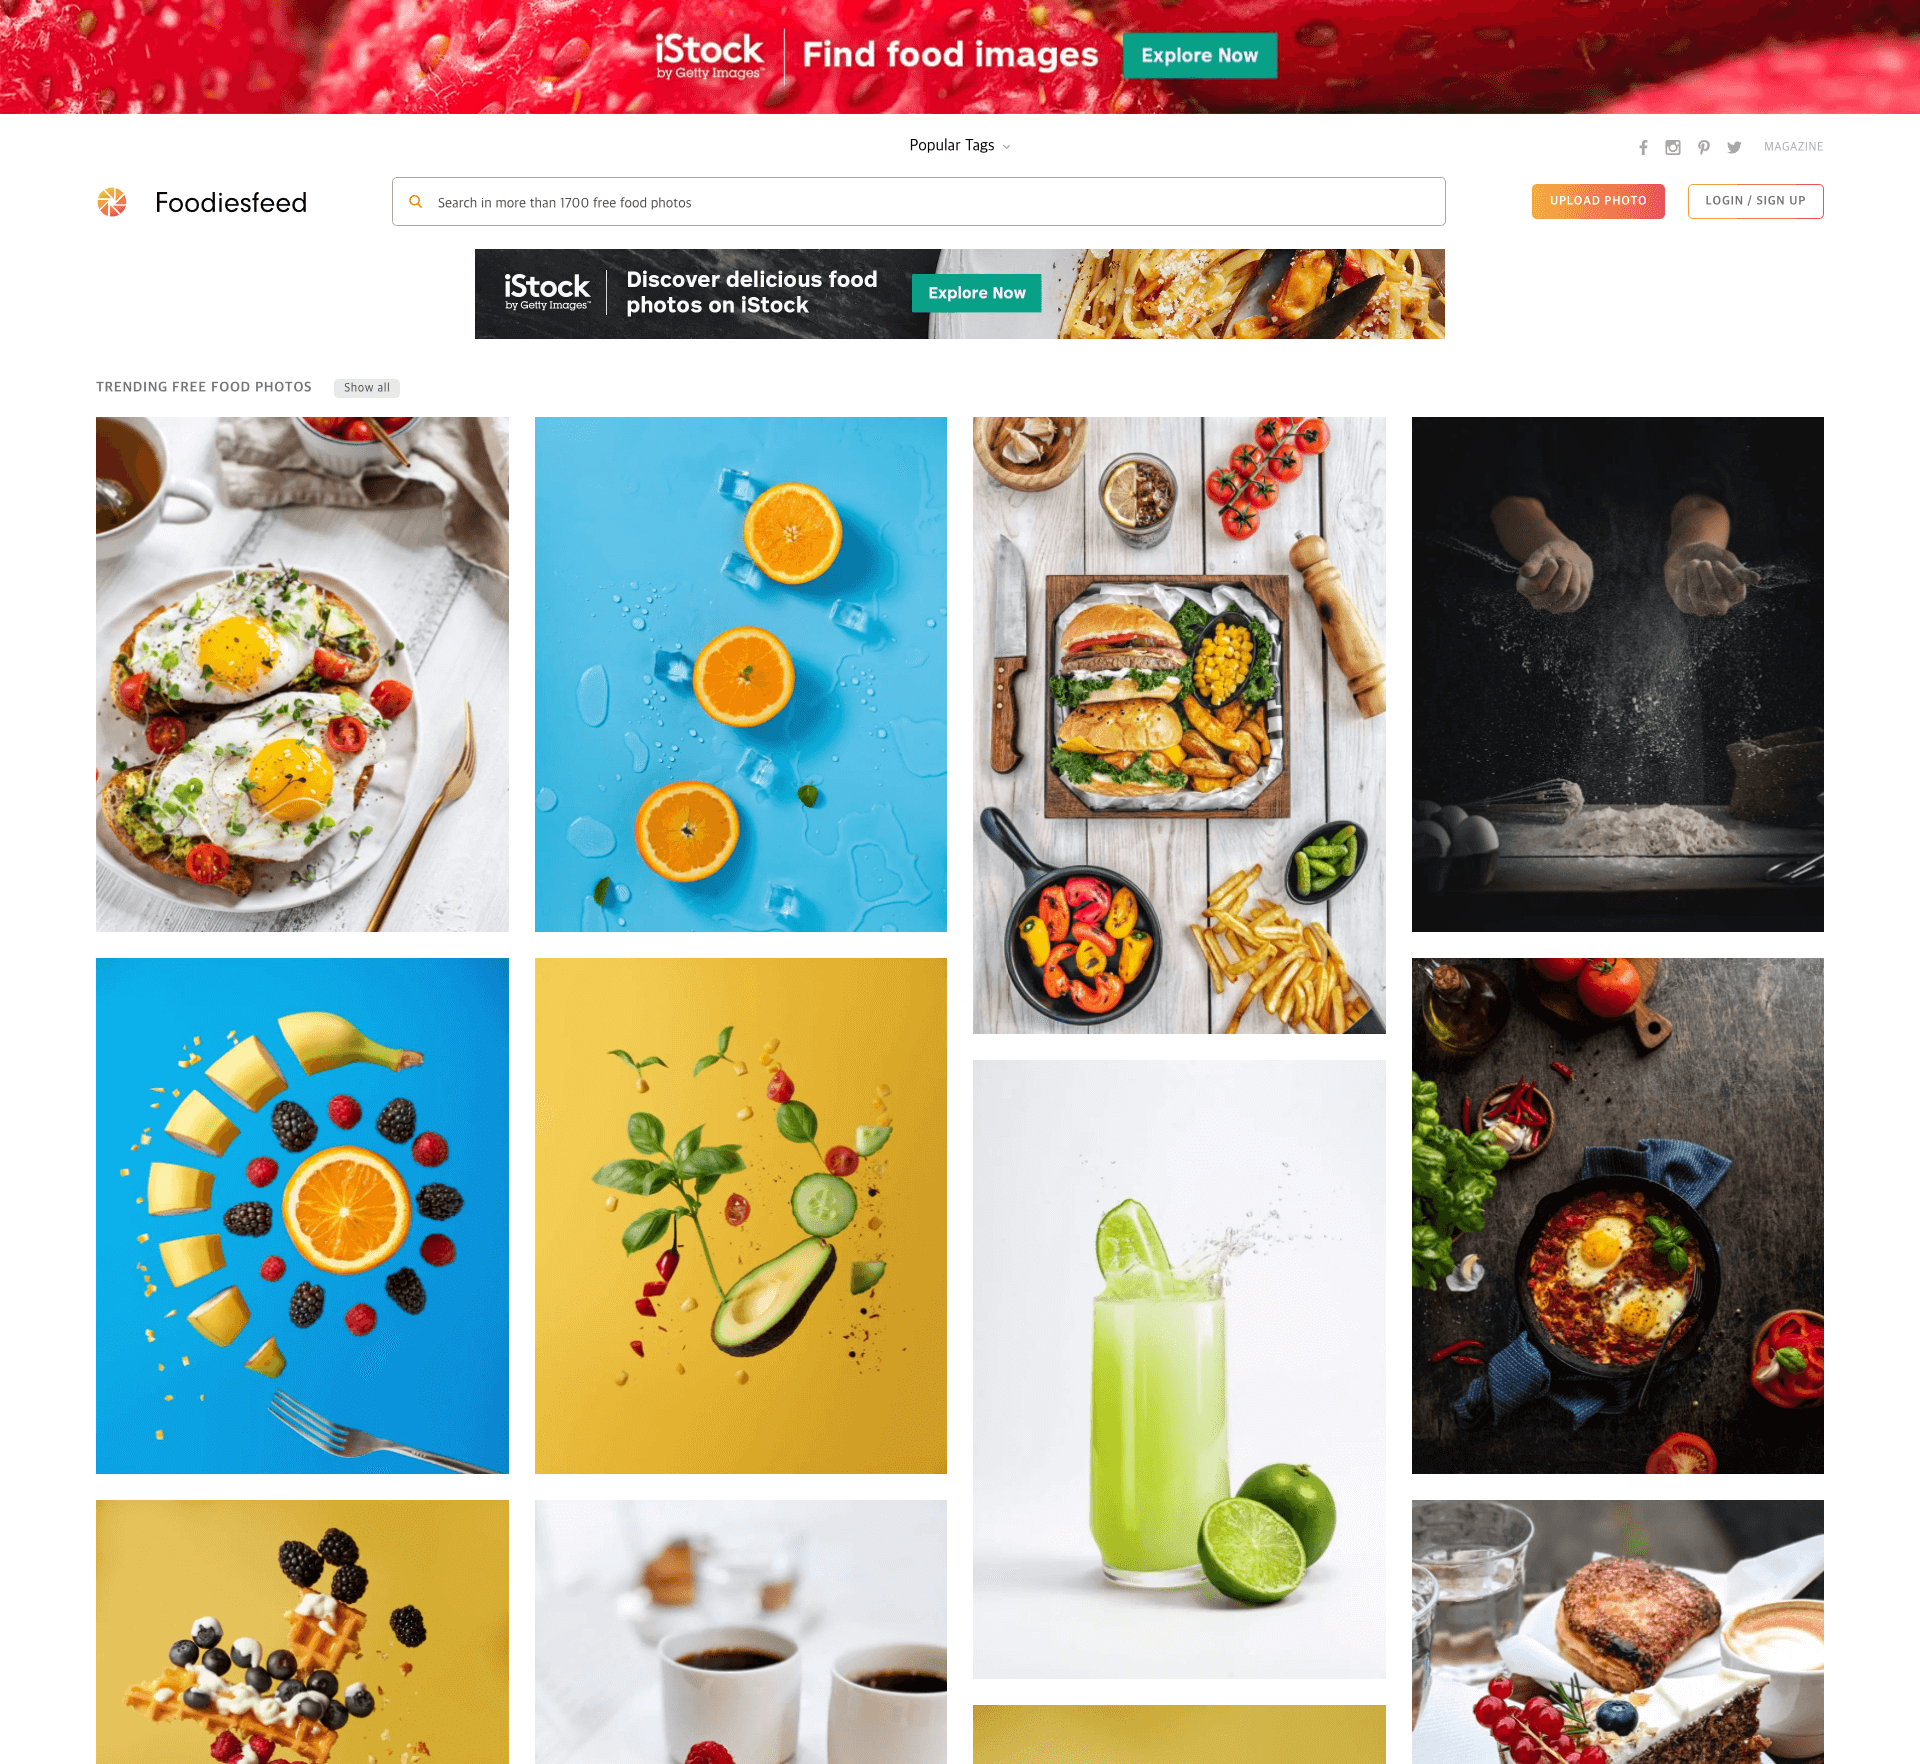 iStock
by Getty Images™
Find food images
Explore Now
Popular Tags
MAGAZINE
Foodiesfeed
Search in more than 1700 free food photos
UPLOAD PHOTO
LOGIN / SIGN UP
iStock
by Getty Images™
Discover delicious food
photos on iStock
Explore Now
TRENDING FREE FOOD PHOTOS
Show all